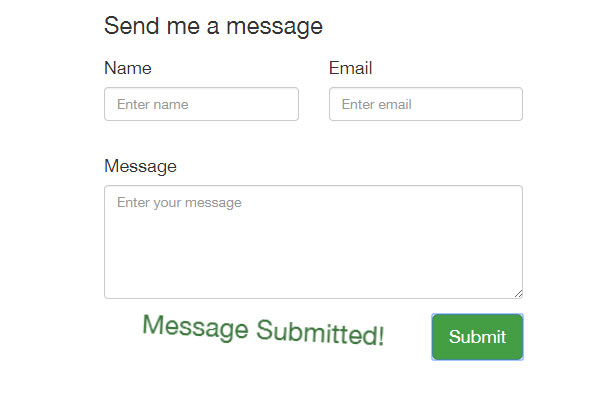 Send me a message
Name Email
Enter name Enter email
Message
Enter your message
Message Submitted!
Submit